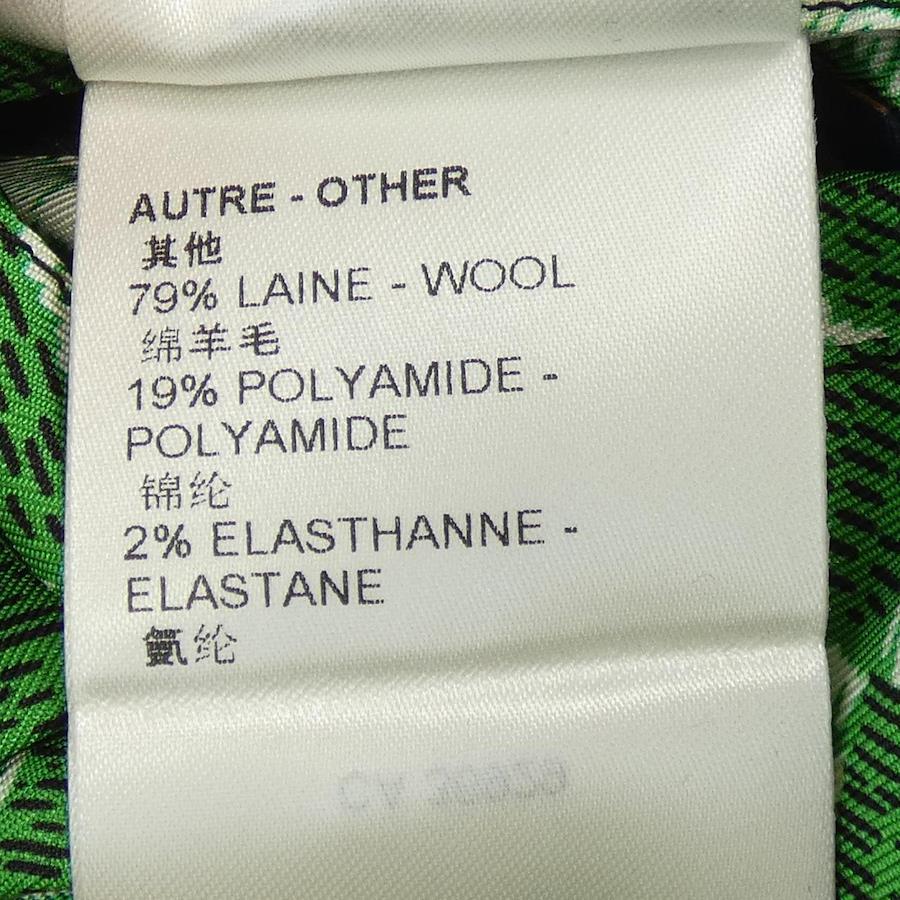 AUTRE - OTHER
其他
79% LAINE - WOOL
绵羊毛
19% POLYAMIDE -
POLYAMIDE
锦纶
2% ELASTHANNE -
ELASTANE
氨纶